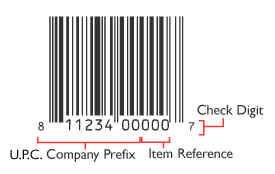 Check Digit
8 11234 00000 7
U.P.C. Company Prefix Item Reference